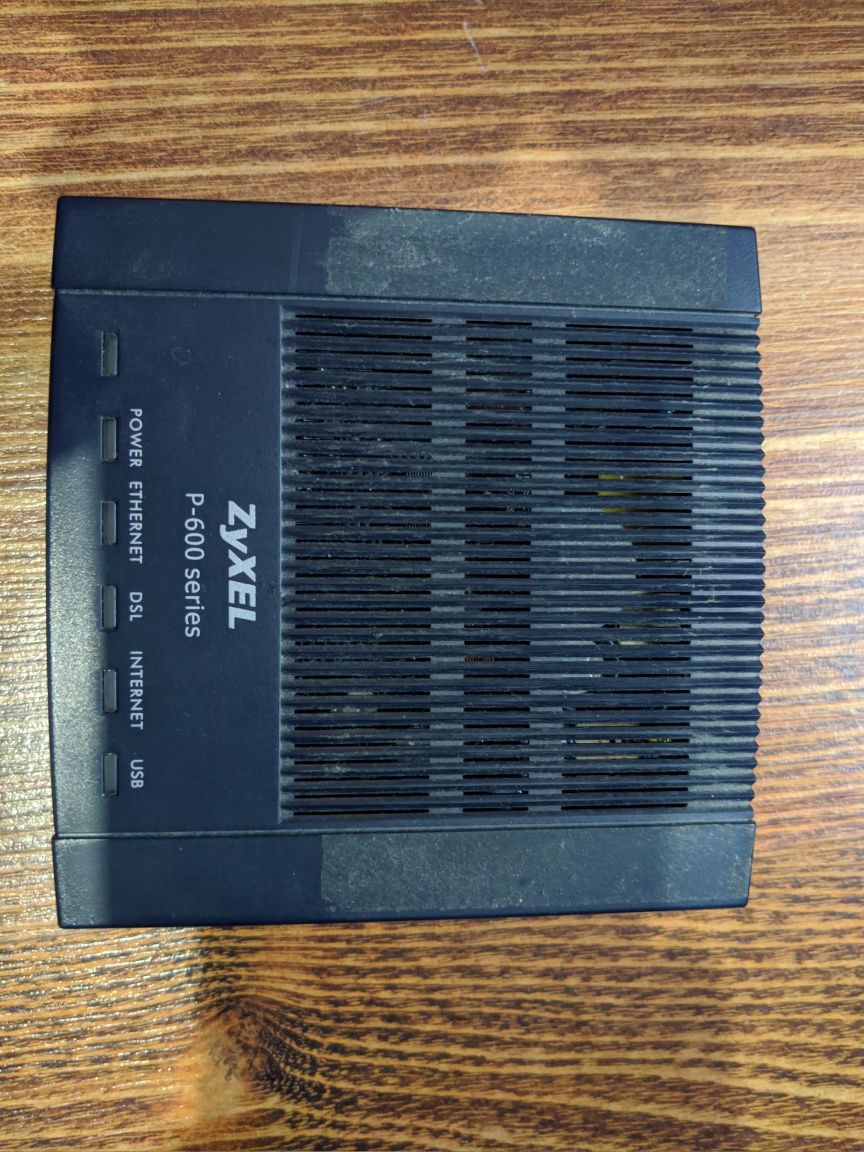 ZyXEL
P-600 series
POWER ETHERNET DSL INTERNET USB